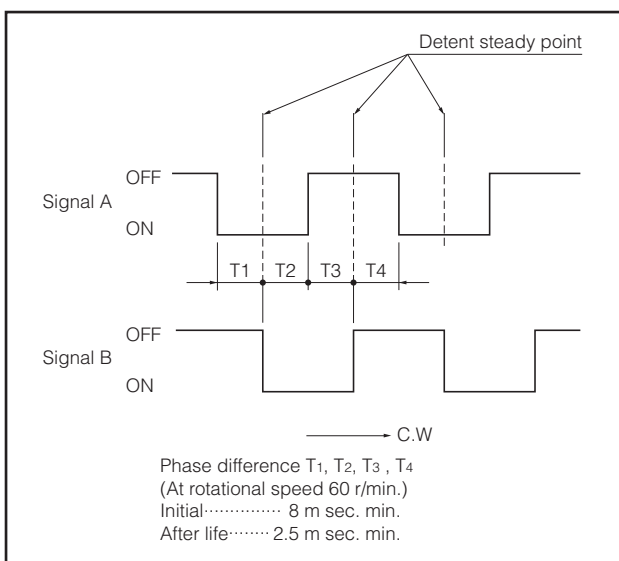 Detent steady point
OFF
Signal A
ON
T1 T2 T3 T4
OFF
Signal B
ON
C.W
Phase difference T1, T2, T3 , T4
(At rotational speed 60 r/min.)
Initial··············· 8 m sec. min.
After life········ 2.5 m sec. min.